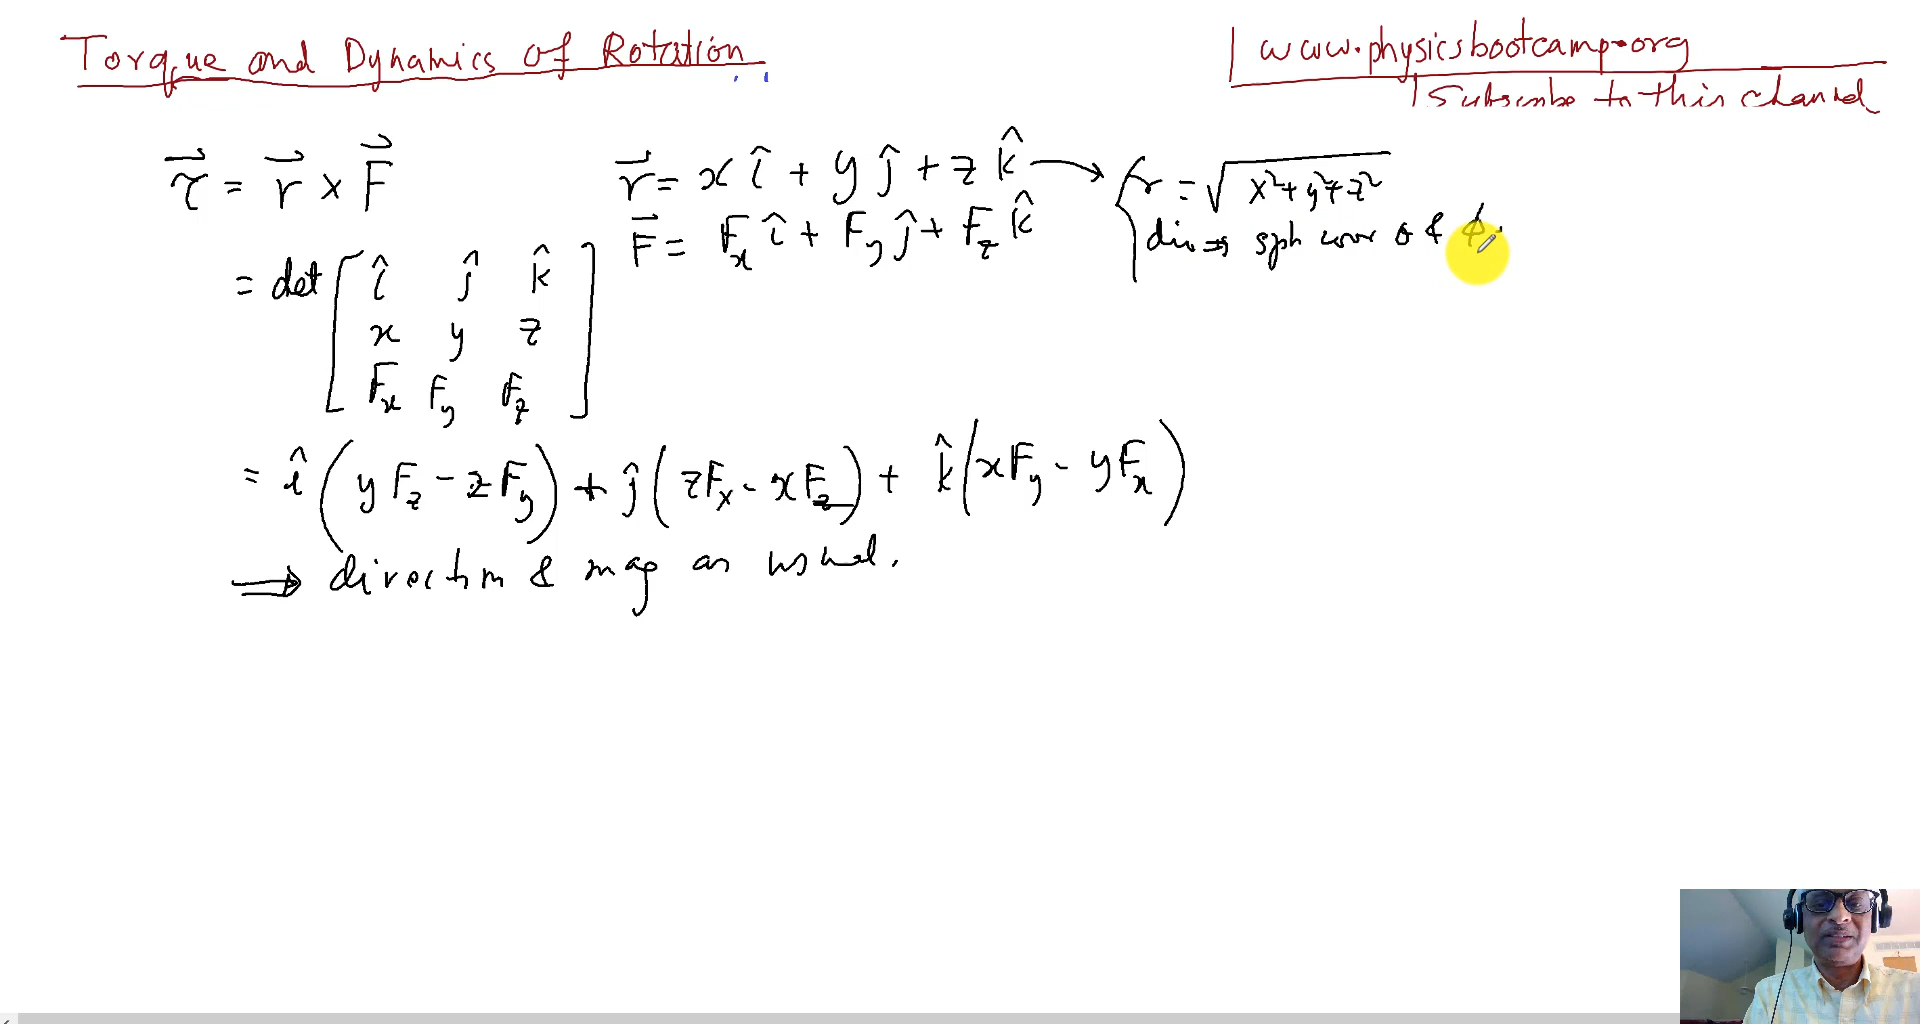 Torque and Dynamics of Rotation
www.physicsbootcamp.org
Subscribe to this channel
τ⃗ = r⃗ × F⃗
r⃗ = x î + y ĵ + z k̂ → r = √(x²+y²+z²)
F⃗ = Fx î + Fy ĵ + Fz k̂
dir ⇒ sph coor θ & φ.
= det [ î ĵ k̂
x y z
Fx Fy Fz ]
= î (y Fz − z Fy) + ĵ (z Fx − x Fz) + k̂ (x Fy − y Fx)
⇒ direction & mag as usual.